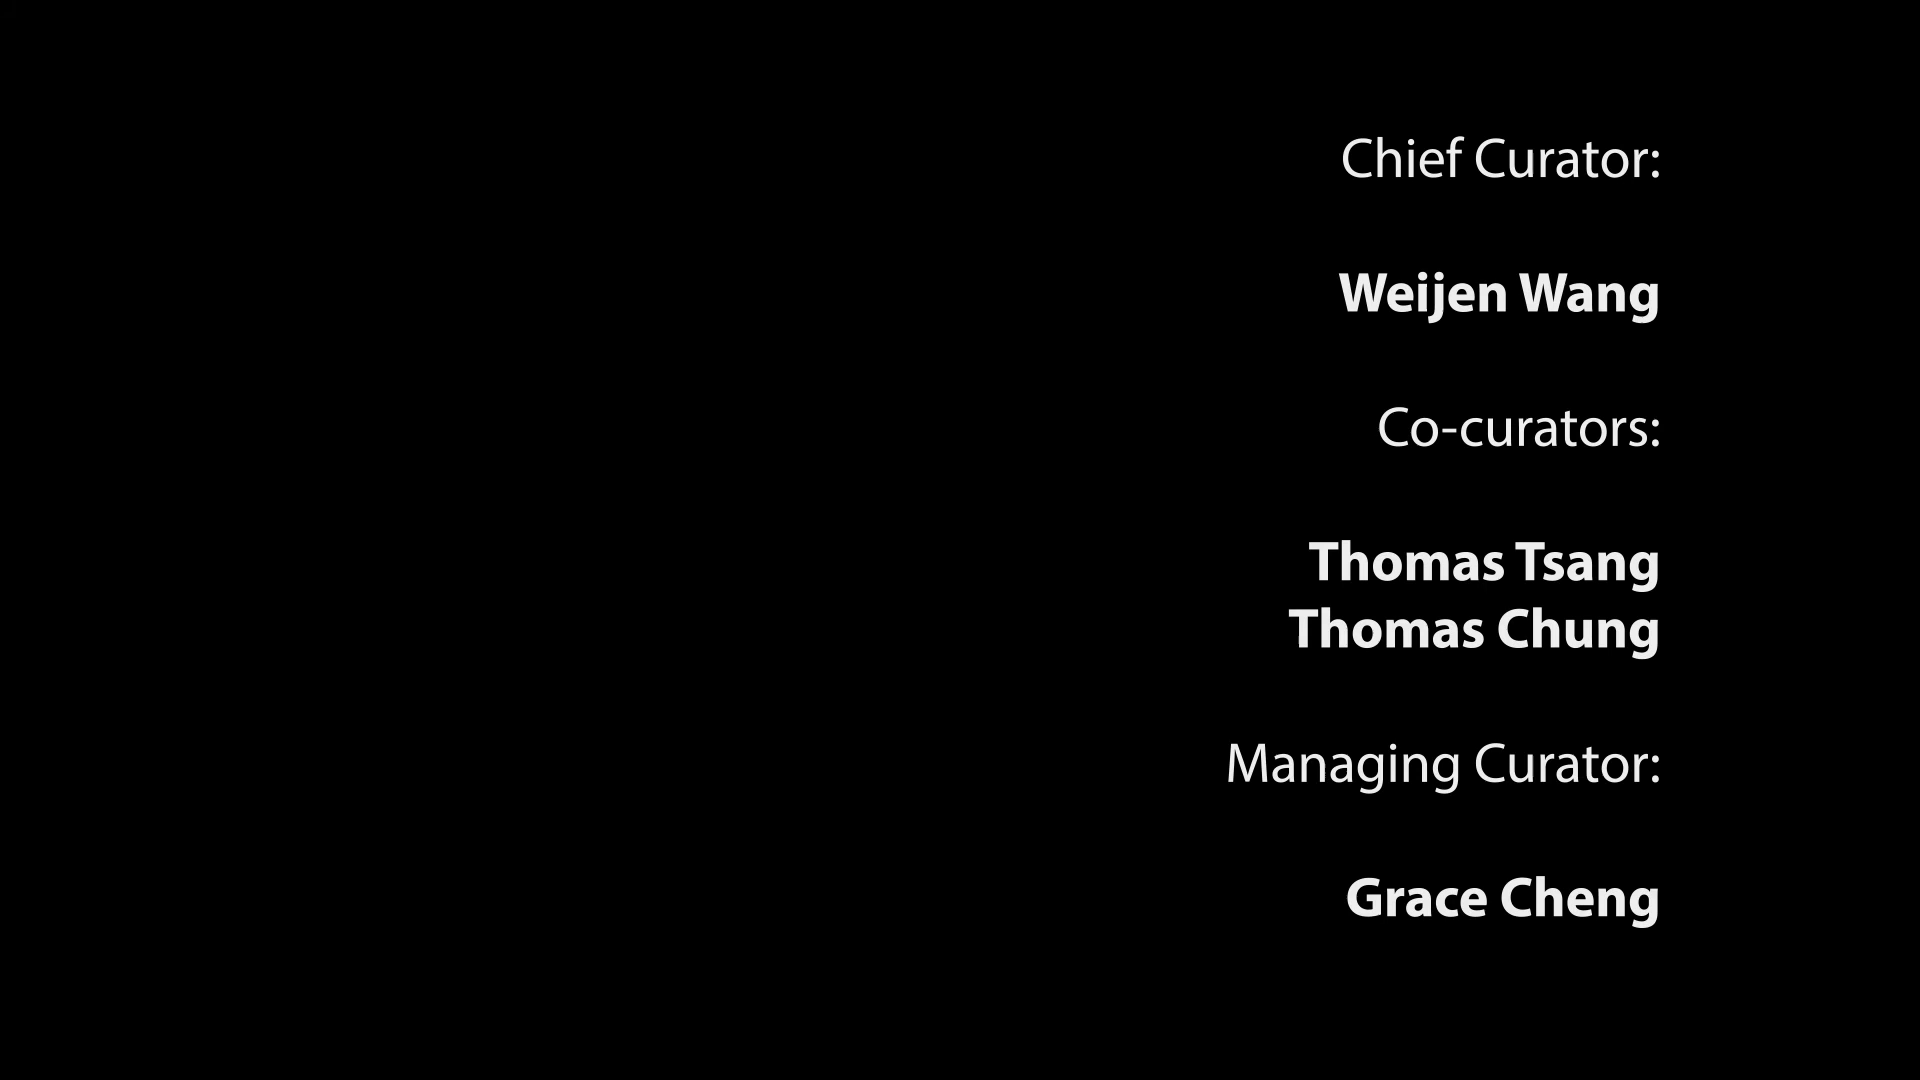 Chief Curator:
Weijen Wang
Co-curators:
Thomas Tsang
Thomas Chung
Managing Curator:
Grace Cheng